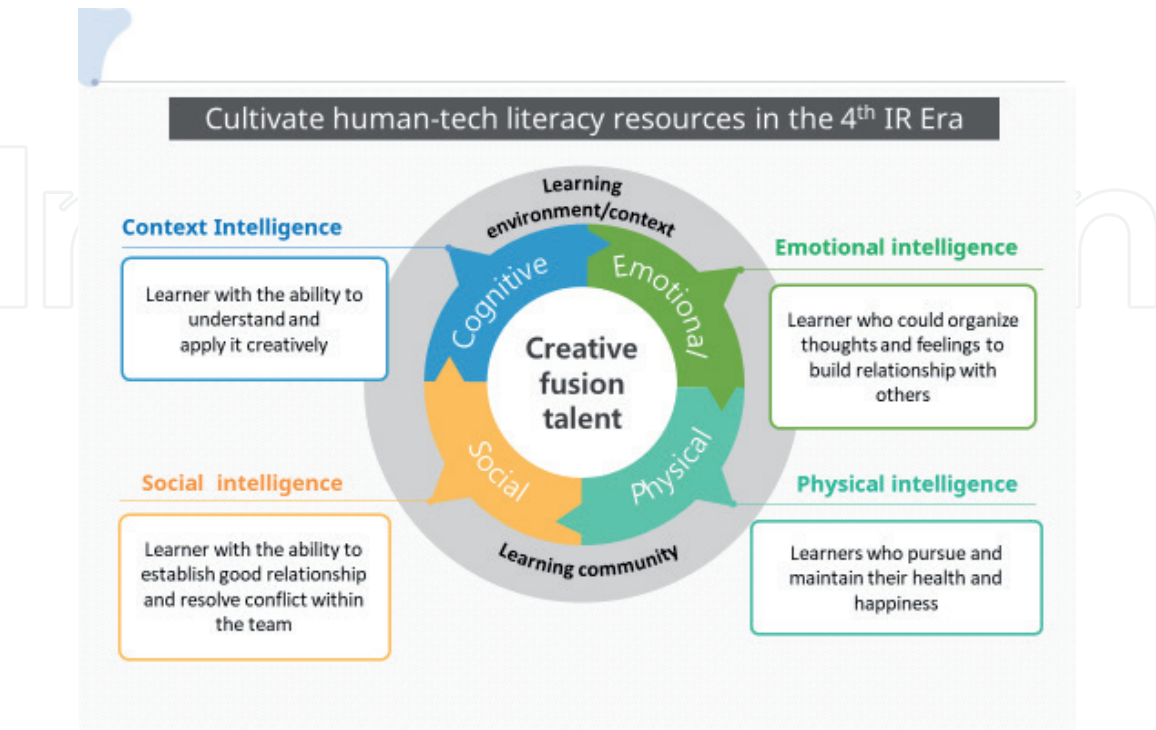 Cultivate human-tech literacy resources in the 4th IR Era
Learning
environment/context
Context Intelligence
Learner with the ability to
understand and
apply it creatively
Emotional intelligence
Learner who could organize
thoughts and feelings to
build relationship with
others
Cognitive
Emotional
Creative
fusion
talent
Social
Physical
Social intelligence
Learner with the ability to
establish good relationship
and resolve conflict within
the team
Physical intelligence
Learners who pursue and
maintain their health and
happiness
Learning community